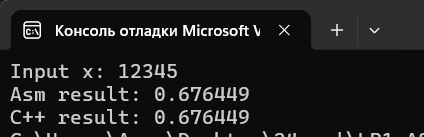 Консоль отладки Microsoft V
Input x: 12345
Asm result: 0.676449
C++ result: 0.676449